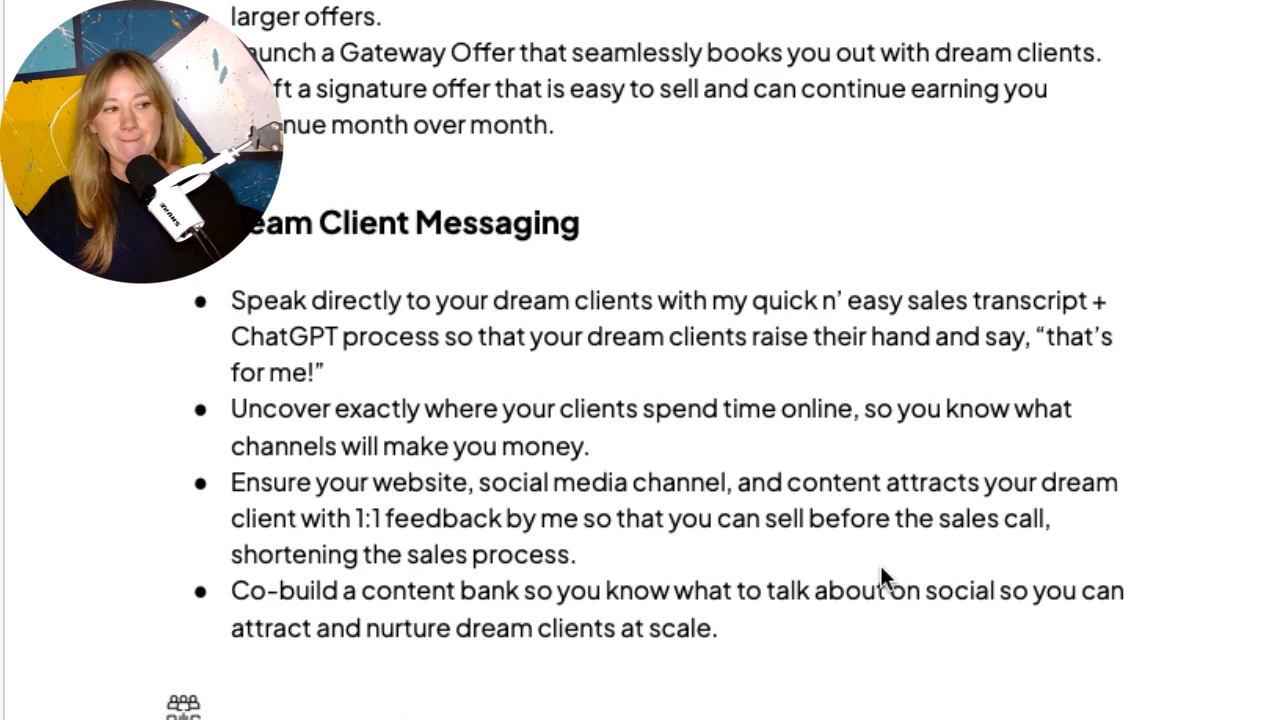 larger offers.
aunch a Gateway Offer that seamlessly books you out with dream clients.
ft a signature offer that is easy to sell and can continue earning you
nue month over month.
eam Client Messaging
● Speak directly to your dream clients with my quick n’ easy sales transcript +
ChatGPT process so that your dream clients raise their hand and say, “that’s
for me!”
● Uncover exactly where your clients spend time online, so you know what
channels will make you money.
● Ensure your website, social media channel, and content attracts your dream
client with 1:1 feedback by me so that you can sell before the sales call,
shortening the sales process.
● Co-build a content bank so you know what to talk about on social so you can
attract and nurture dream clients at scale.
SHURE